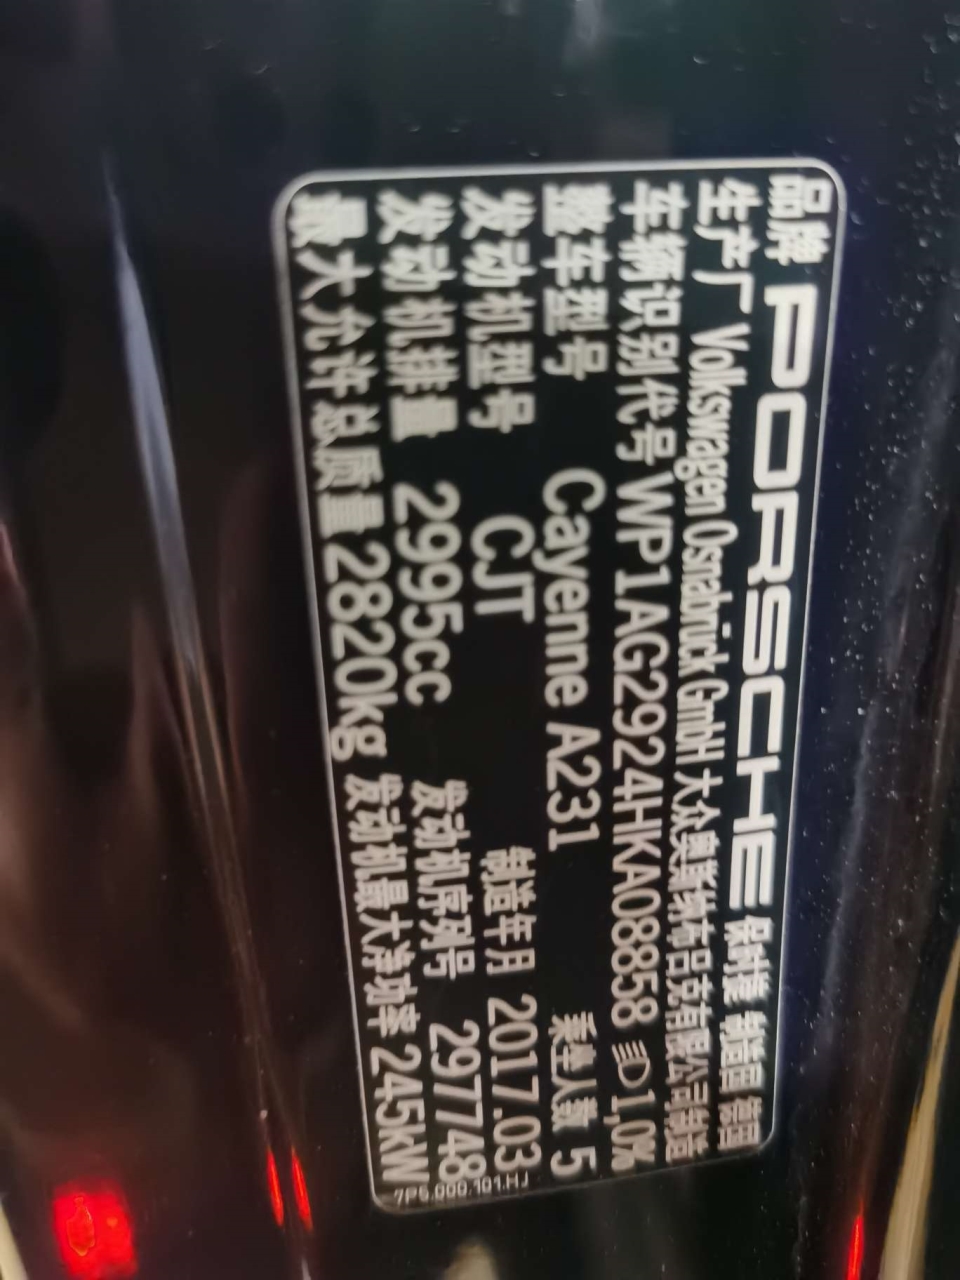 品牌 PORSCHE 保时捷 制造国 德国
生产厂 Volkswagen Osnabrück GmbH 大众奥斯纳布吕克有限公司制造
车辆识别代号 WP1AG2924HKA08858 1,0%
整车型号 Cayenne A231 乘坐人数 5
发动机型号 CJT 制造年月 2017.03
发动机排量 2995cc 发动机序列号 297748
最大允许总质量 2820kg 发动机最大净功率 245kW
7P5.000.101.HJ